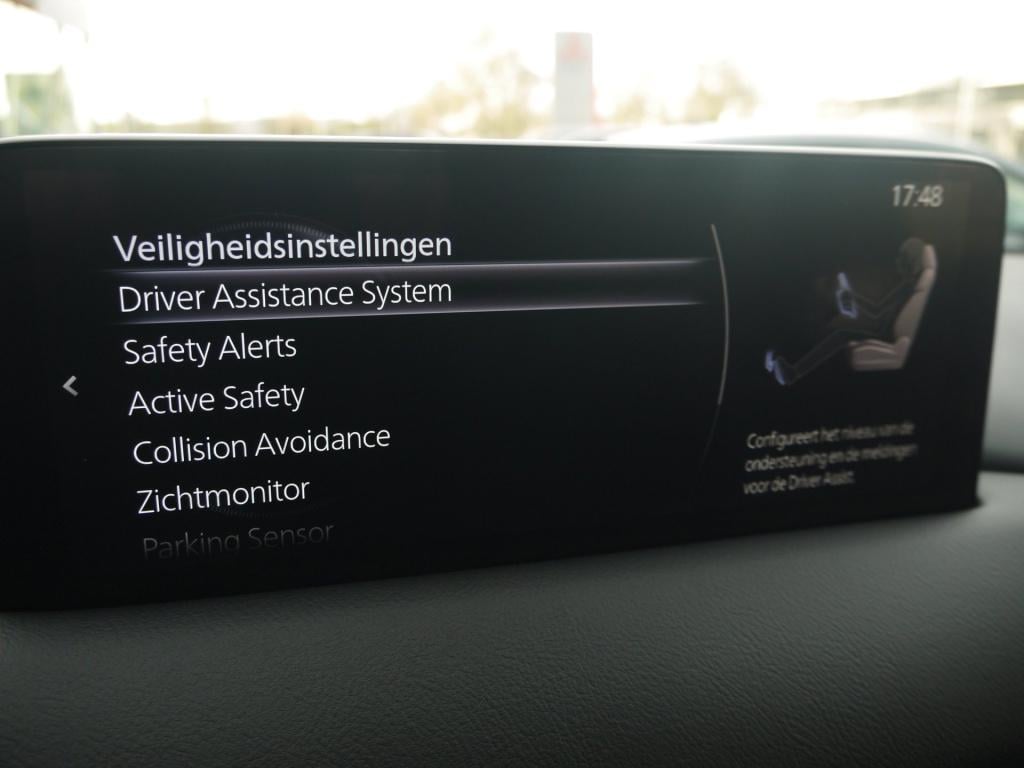 17:48
Veiligheidsinstellingen
Driver Assistance System
Safety Alerts
Active Safety
Collision Avoidance
Zichtmonitor
Parking Sensor
Configureert het niveau van de
ondersteuning en de meldingen
voor de Driver Assist.